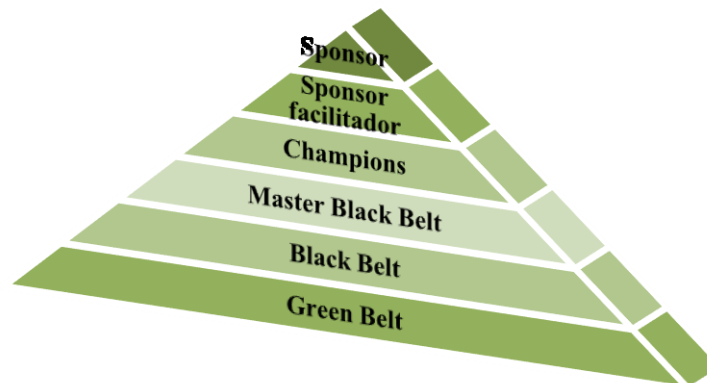 Sponsor
Sponsor
facilitador
Champions
Master Black Belt
Black Belt
Green Belt